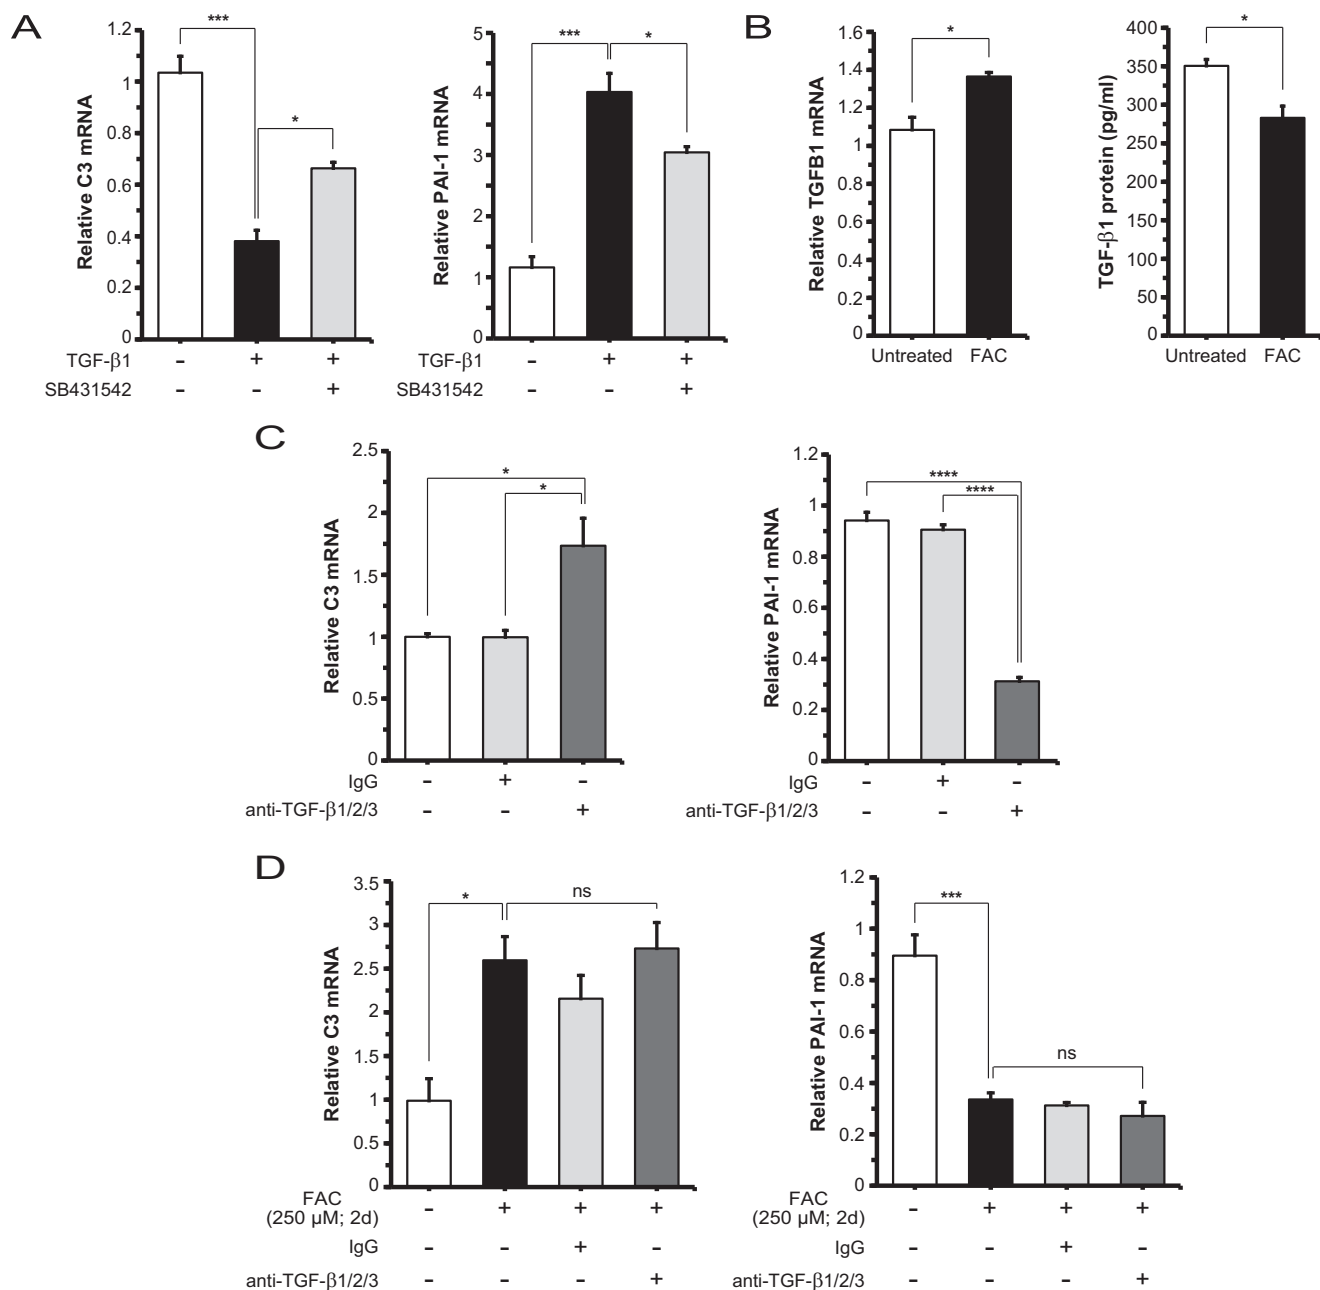 A
Relative C3 mRNA
1.2
1
0.8
0.6
0.4
0.2
0
***
*
TGF-β1 - + +
SB431542 - - +
Relative PAI-1 mRNA
5
4
3
2
1
0
***
*
TGF-β1 - + +
SB431542 - - +
B
Relative TGFB1 mRNA
1.6
1.4
1.2
1
0.8
0.6
0.4
0.2
0
*
Untreated FAC
TGF-β1 protein (pg/ml)
400
350
300
250
200
150
100
50
0
*
Untreated FAC
C
Relative C3 mRNA
2.5
2
1.5
1
0.5
0
*
*
IgG - + -
anti-TGF-β1/2/3 - - +
Relative PAI-1 mRNA
1.2
1
0.8
0.6
0.4
0.2
0
****
****
IgG - + -
anti-TGF-β1/2/3 - - +
D
Relative C3 mRNA
3.5
3
2.5
2
1.5
1
0.5
0
*
ns
FAC
(250 μM; 2d) - + + +
IgG - - + -
anti-TGF-β1/2/3 - - - +
Relative PAI-1 mRNA
1.2
1
0.8
0.6
0.4
0.2
0
***
ns
FAC
(250 μM; 2d) - + + +
IgG - - + -
anti-TGF-β1/2/3 - - - +